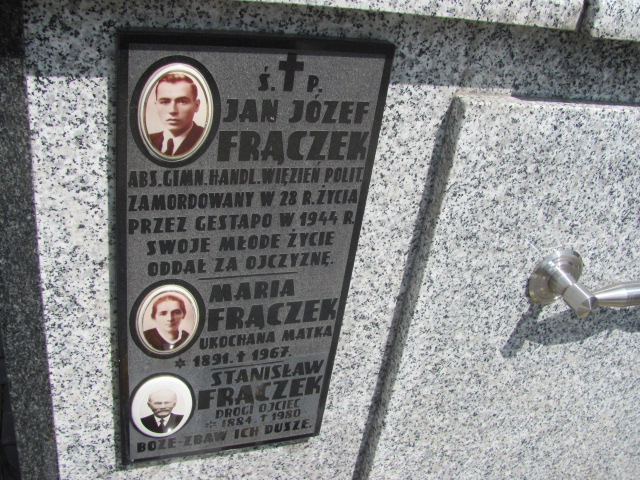 Ś. P.
JAN JÓZEF
FRĄCZEK
ABS. GIMN. HANDL. WIĘZIEŃ POLIT.
ZAMORDOWANY W 28 R. ŻYCIA
PRZEZ GESTAPO W 1944 R.
SWOJE MŁODE ŻYCIE
ODDAŁ ZA OJCZYZNĘ.
MARIA
FRĄCZEK
UKOCHANA MATKA
* 1891. † 1967.
STANISŁAW
FRĄCZEK
DROGI OJCIEC
* 1884 † 1980
BOŻE-ZBAW ICH DUSZE.